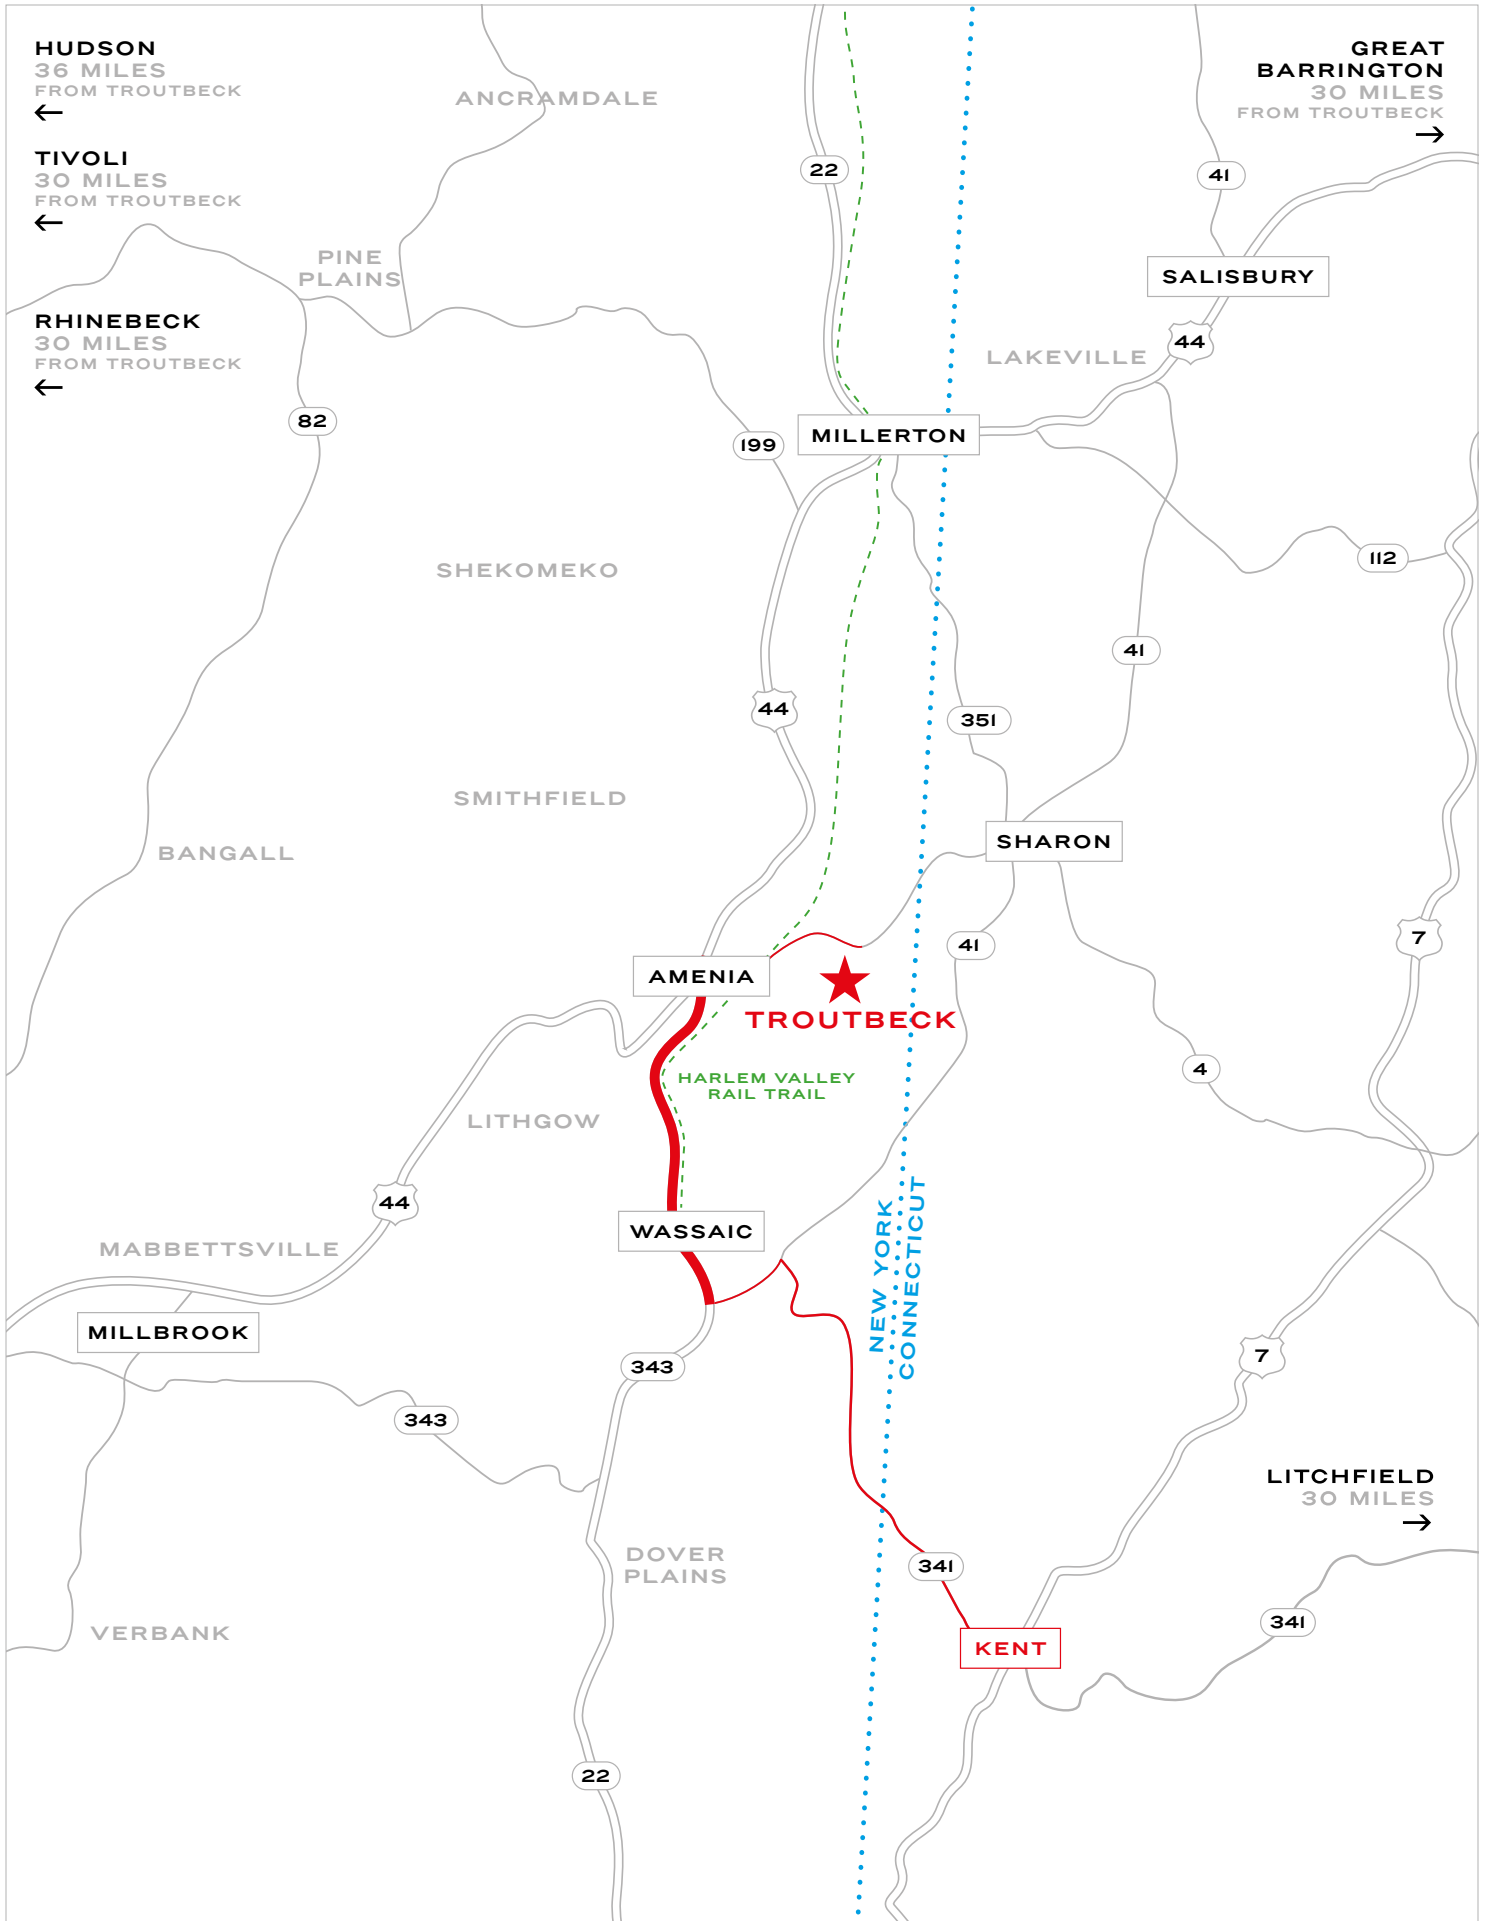 HUDSON
36 MILES
FROM TROUTBECK
←
TIVOLI
30 MILES
FROM TROUTBECK
←
RHINEBECK
30 MILES
FROM TROUTBECK
←
GREAT
BARRINGTON
30 MILES
FROM TROUTBECK
→
ANCRAMDALE
22
41
PINE
PLAINS
SALISBURY
44
LAKEVILLE
82
199
MILLERTON
112
SHEKOMEKO
41
44
351
SMITHFIELD
SHARON
BANGALL
41
7
AMENIA
TROUTBECK
HARLEM VALLEY
RAIL TRAIL
4
LITHGOW
44
WASSAIC
MABBETTSVILLE
NEW YORK
CONNECTICUT
MILLBROOK
343
7
343
LITCHFIELD
30 MILES
→
DOVER
PLAINS
341
341
VERBANK
KENT
22